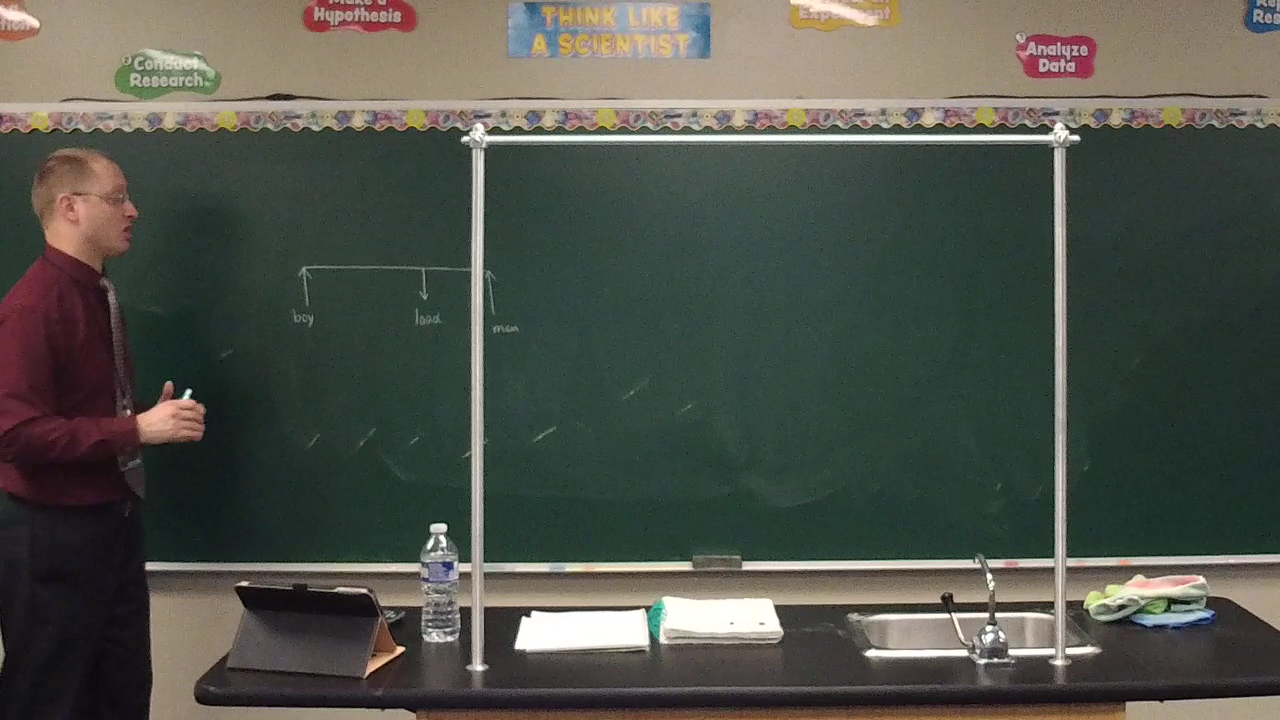 Make a
Hypothesis
THINK LIKE
A SCIENTIST
Conduct
Research
Analyze
Data
boy
load
man